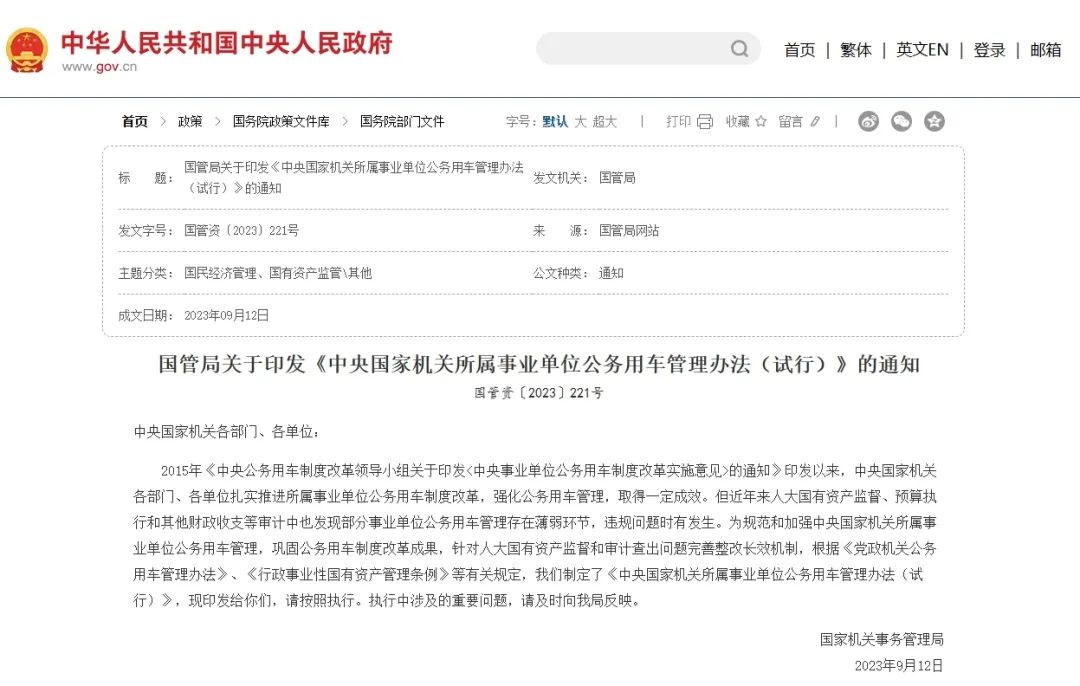 中华人民共和国中央人民政府
www.gov.cn
首页 | 繁体 | 英文EN | 登录 | 邮箱
首页 > 政策 > 国务院政策文件库 > 国务院部门文件
字号：默认 大 超大 | 打印 收藏 留言 |
标 题： 国管局关于印发《中央国家机关所属事业单位公务用车管理办法
（试行）》的通知
发文机关： 国管局
发文字号： 国管资〔2023〕221号
来 源： 国管局网站
主题分类： 国民经济管理、国有资产监管\其他
公文种类： 通知
成文日期： 2023年09月12日
国管局关于印发《中央国家机关所属事业单位公务用车管理办法（试行）》的通知
国管资〔2023〕221号
中央国家机关各部门、各单位：
2015年《中央公务用车制度改革领导小组关于印发<中央事业单位公务用车制度改革实施意见>的通知》印发以来，中央国家机关
各部门、各单位扎实推进所属事业单位公务用车制度改革，强化公务用车管理，取得一定成效。但近年来人大国有资产监督、预算执
行和其他财政收支等审计中也发现部分事业单位公务用车管理存在薄弱环节，违规问题时有发生。为规范和加强中央国家机关所属事
业单位公务用车管理，巩固公务用车制度改革成果，针对人大国有资产监督和审计查出问题完善整改长效机制，根据《党政机关公务
用车管理办法》、《行政事业性国有资产管理条例》等有关规定，我们制定了《中央国家机关所属事业单位公务用车管理办法（试
行）》，现印发给你们，请按照执行。执行中涉及的重要问题，请及时向我局反映。
国家机关事务管理局
2023年9月12日